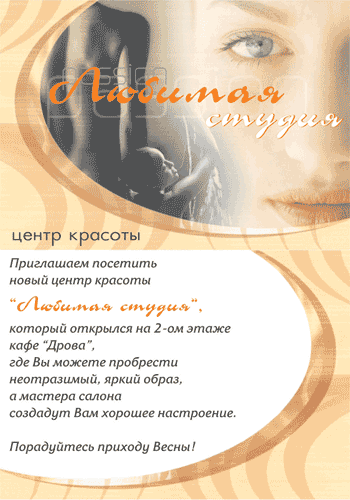 Любимая
студия
центр красоты
Приглашаем посетить
новый центр красоты
"Любимая студия",
который открылся на 2-ом этаже
кафе "Дрова",
где Вы можете пробрести
неотразимый, яркий образ,
а мастера салона
создадут Вам хорошее настроение.
Порадуйтесь приходу Весны!